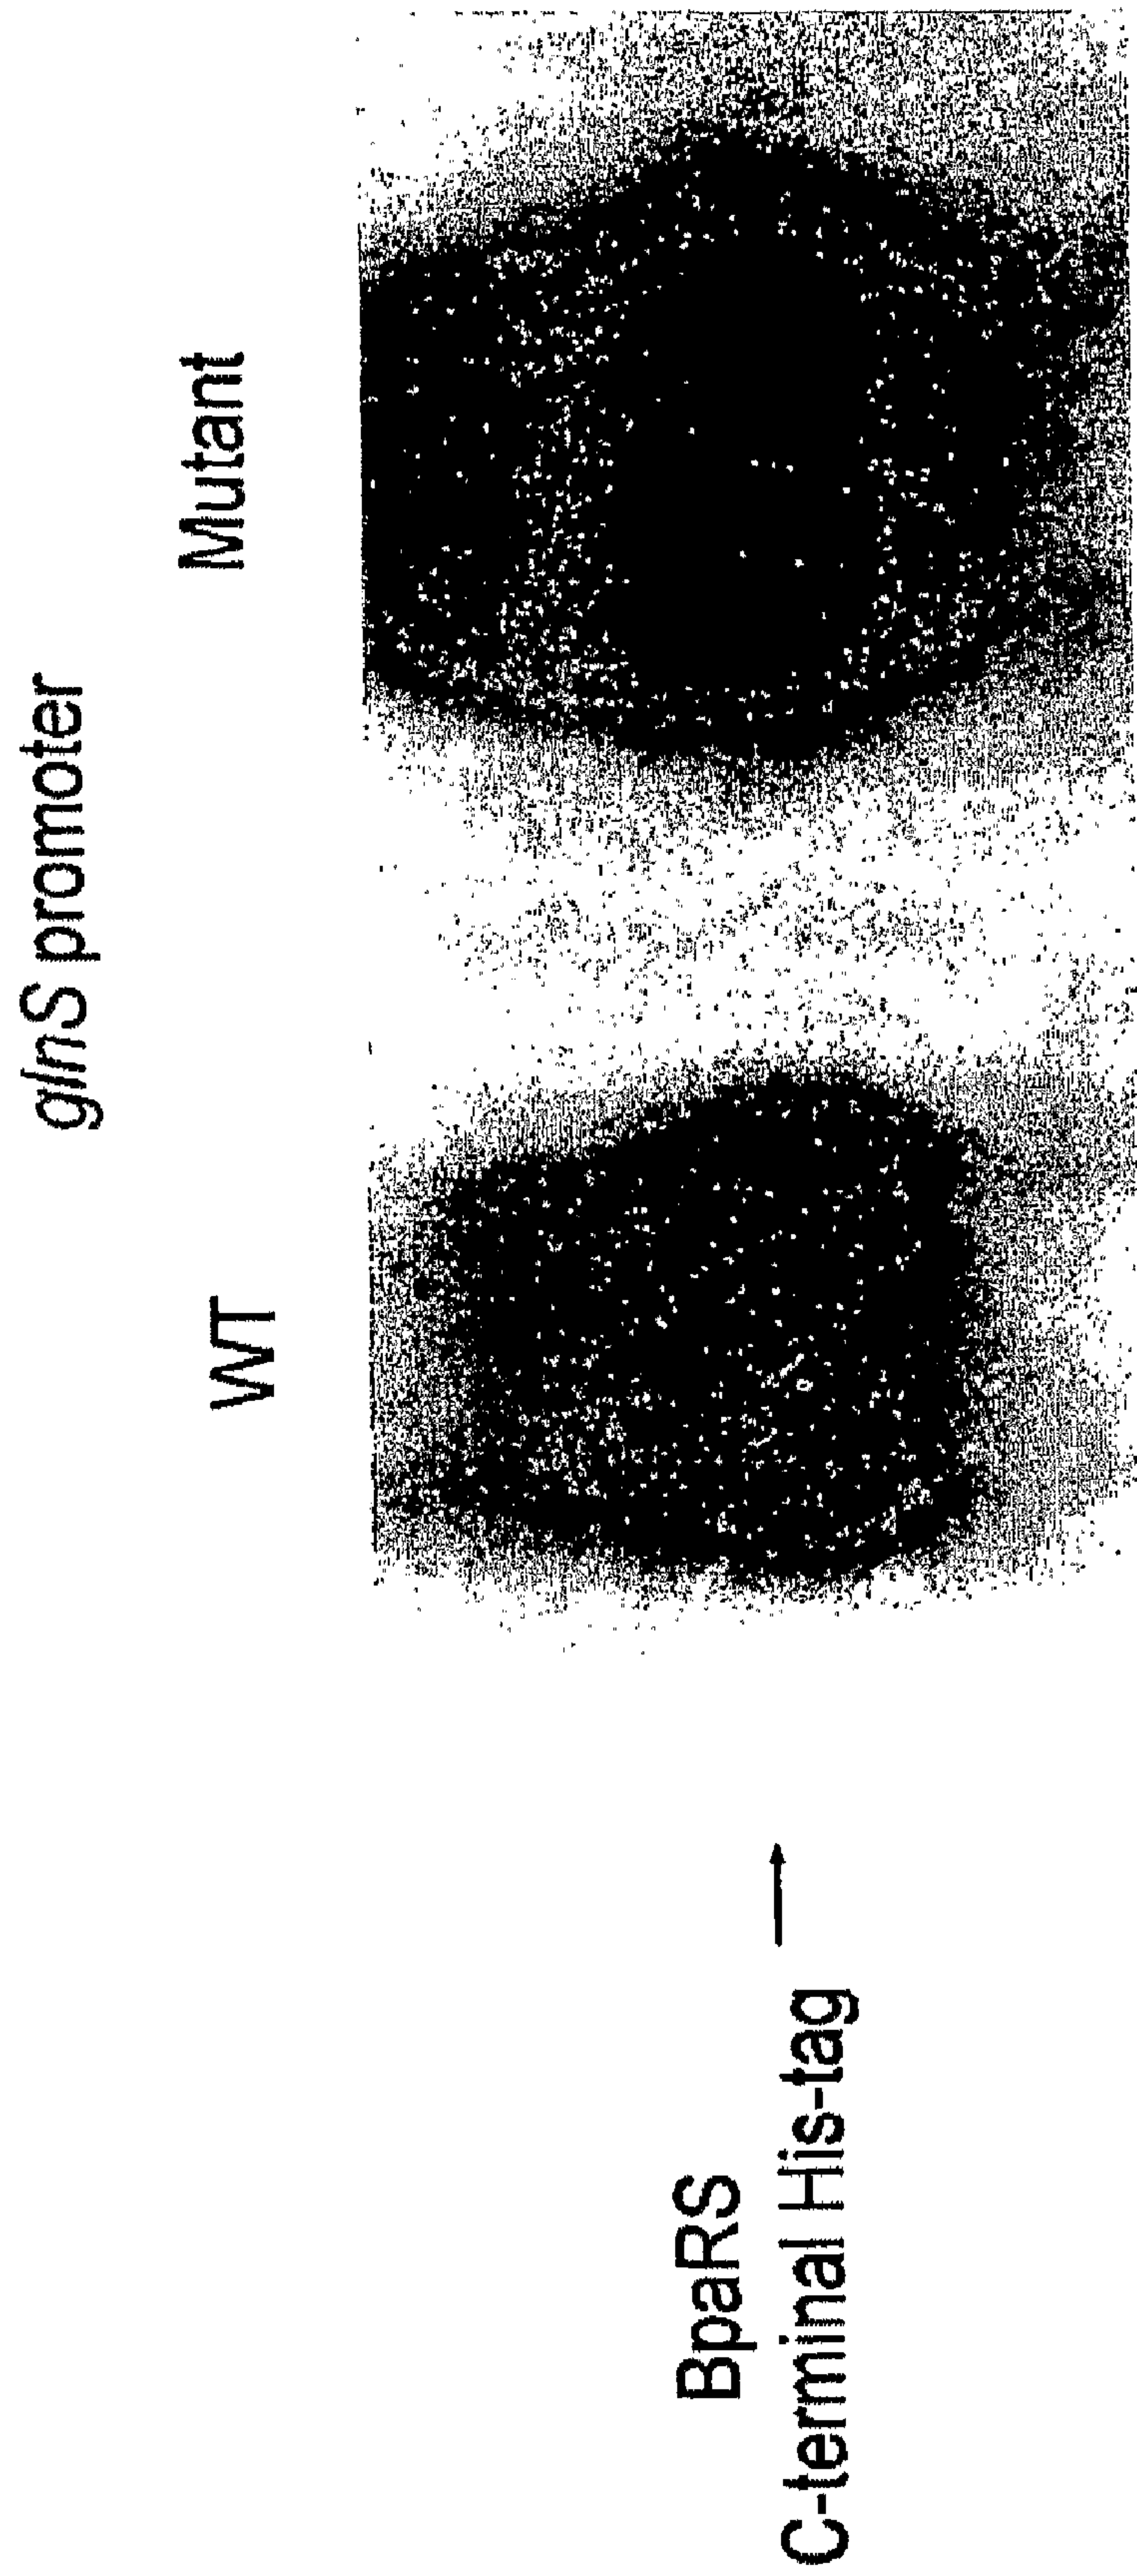 glnS promoter
WT Mutant
BpaRS
C-terminal His-tag